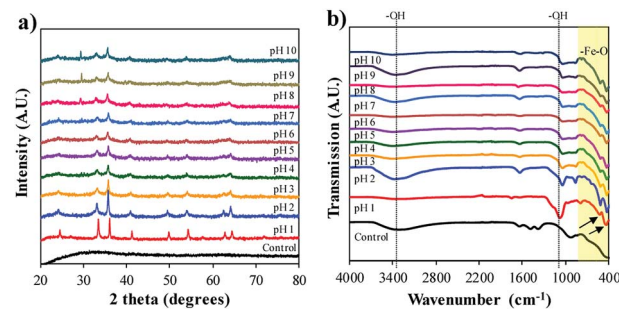 a)
Intensity (A.U.)
pH 10
pH 9
pH 8
pH 7
pH 6
pH 5
pH 4
pH 3
pH 2
pH 1
Control
20 30 40 50 60 70 80
2 theta (degrees)
b)
-OH -OH
-Fe-O
Transmission (A.U.)
pH 10
pH 9
pH 8
pH 7
pH 6
pH 5
pH 4
pH 3
pH 2
pH 1
Control
4000 3400 2800 2200 1600 1000 400
Wavenumber (cm-1)